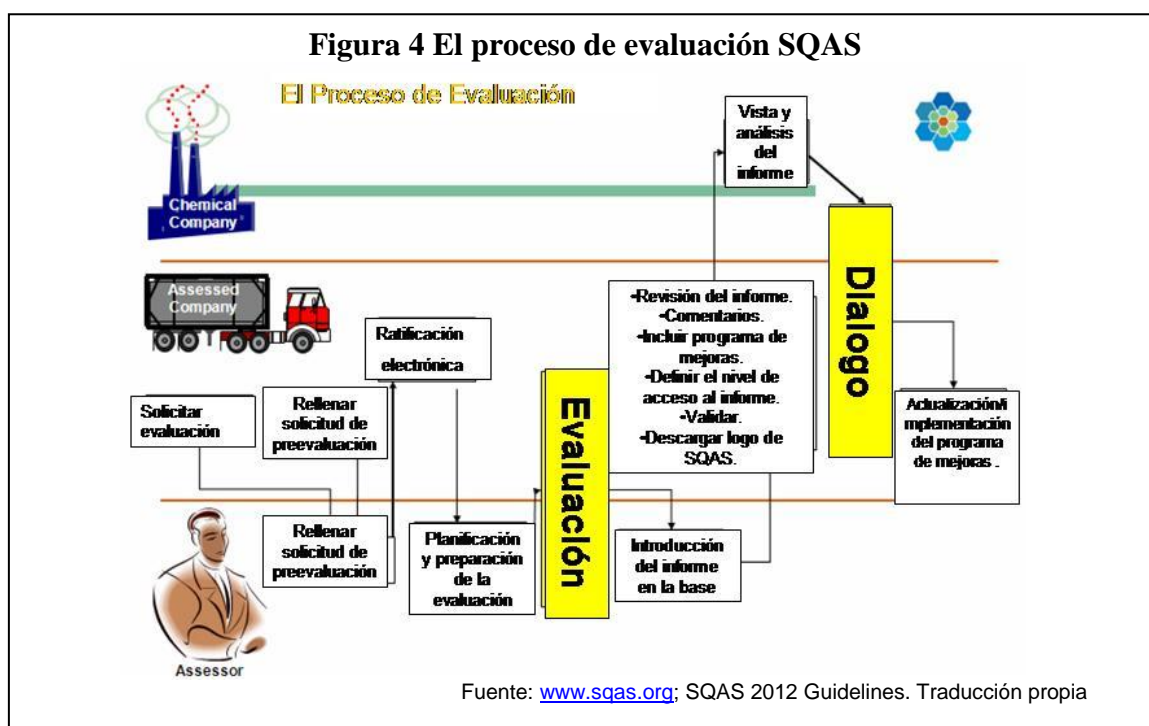 Figura 4 El proceso de evaluación SQAS
El Proceso de Evaluación
Vista y
análisis
del
informe
Chemical
Company
Assessed
Company
Ratificación
electrónica
Solicitar
evaluación
Rellenar
solicitud de
preevaluación
Rellenar
solicitud de
preevaluación
Planificación
y preparación
de la
evaluación
Evaluación
-Revisión del informe.
-Comentarios.
-Incluir programa de
mejoras.
-Definir el nivel de
acceso al informe.
-Validar.
-Descargar logo de
SQAS.
Introducción
del informe
en la base
Dialogo
Actualización/i
mplementación
del programa
de mejoras .
Assessor
Fuente: www.sqas.org; SQAS 2012 Guidelines. Traducción propia